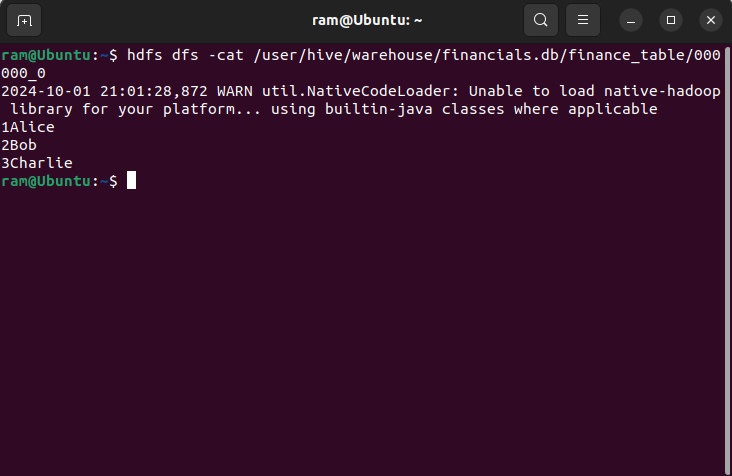 ram@Ubuntu: ~
ram@Ubuntu:~$ hdfs dfs -cat /user/hive/warehouse/financials.db/finance_table/000
000_0
2024-10-01 21:01:28,872 WARN util.NativeCodeLoader: Unable to load native-hadoop
 library for your platform... using builtin-java classes where applicable
1Alice
2Bob
3Charlie
ram@Ubuntu:~$